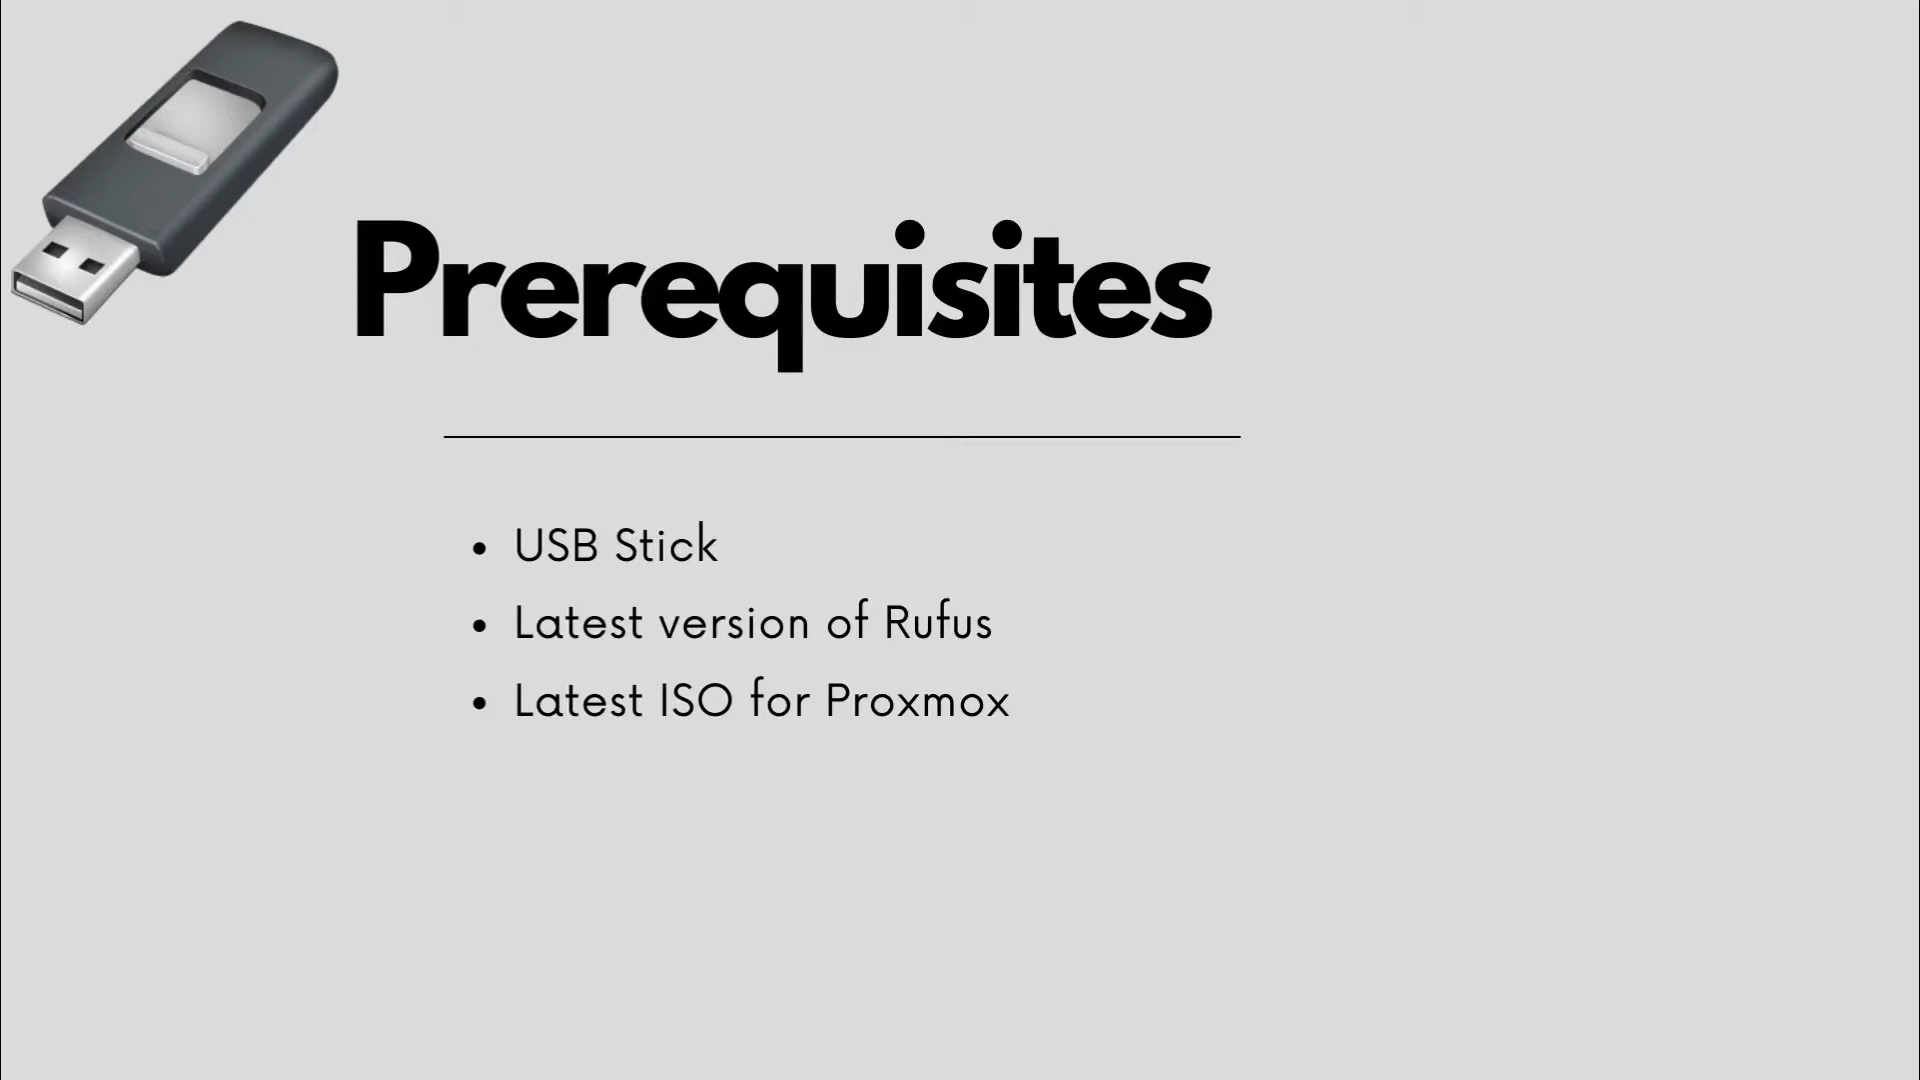 Prerequisites
• USB Stick
• Latest version of Rufus
• Latest ISO for Proxmox